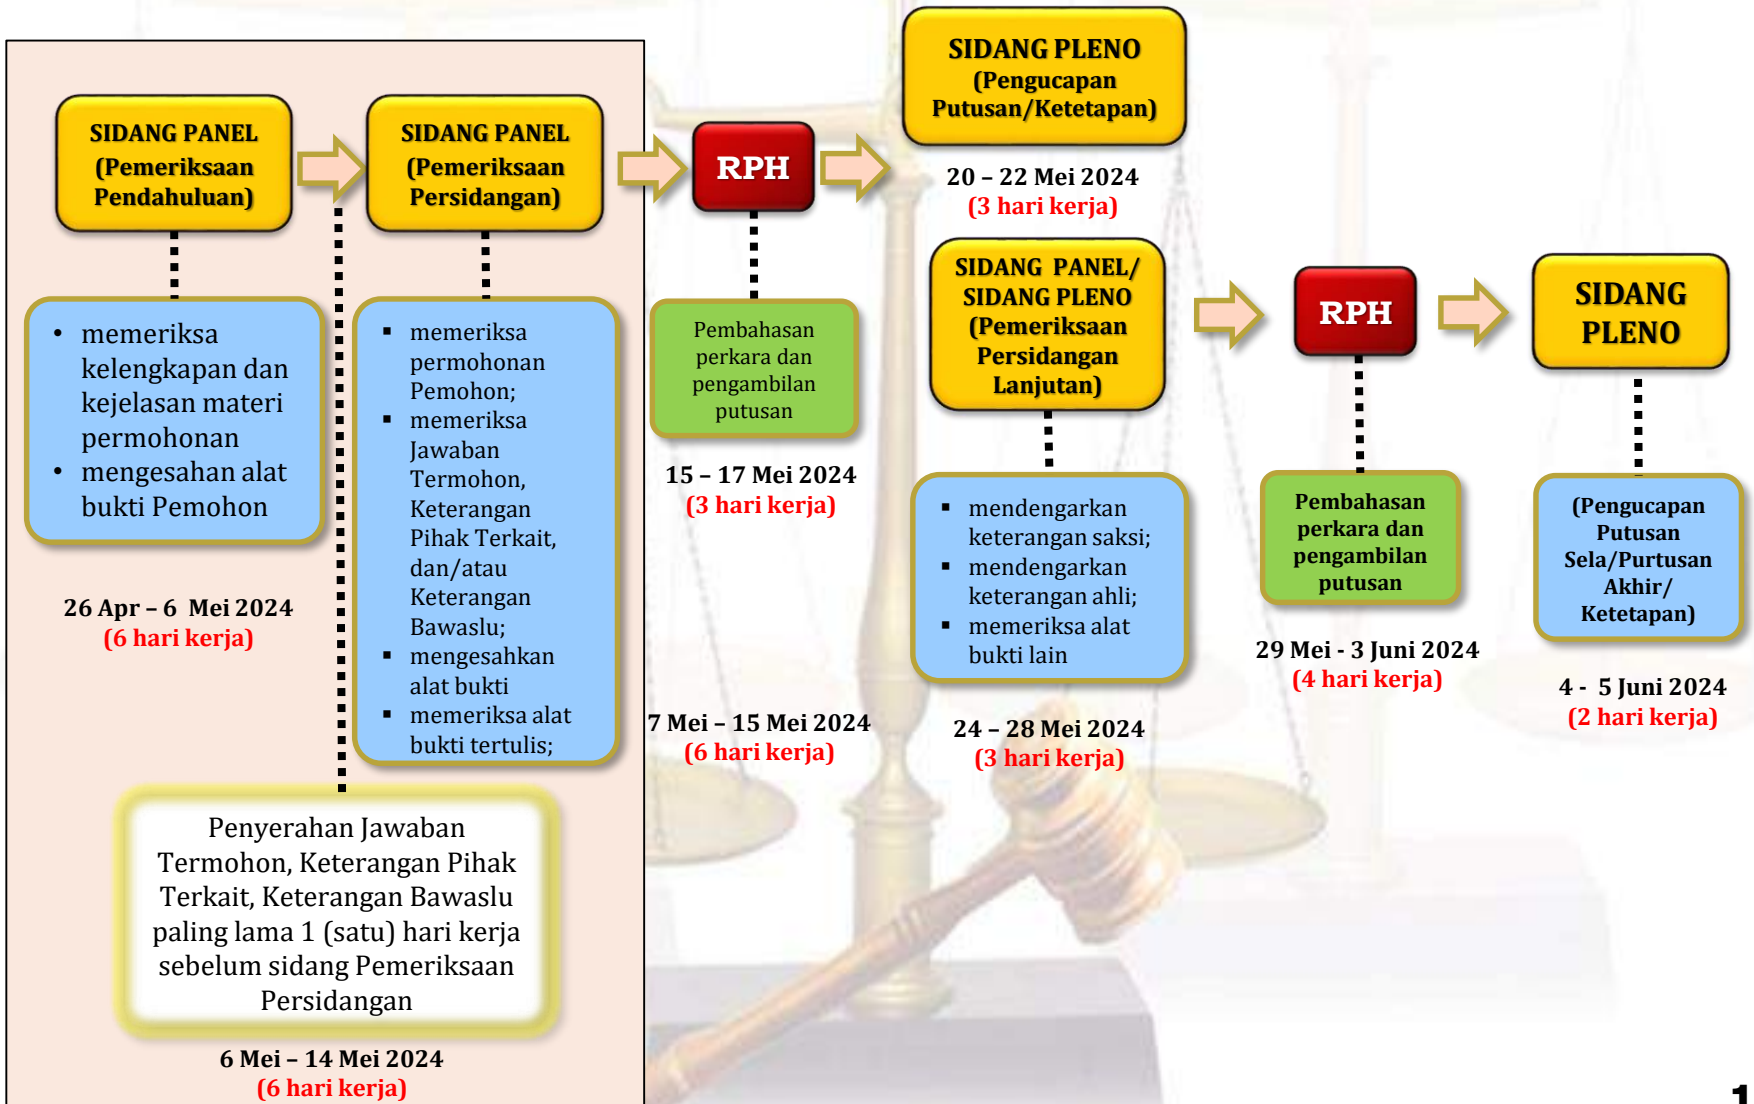 SIDANG PANEL
(Pemeriksaan
Pendahuluan)
• memeriksa
kelengkapan dan
kejelasan materi
permohonan
• mengesahan alat
bukti Pemohon
26 Apr – 6 Mei 2024
(6 hari kerja)
SIDANG PANEL
(Pemeriksaan
Persidangan)
▪ memeriksa
permohonan
Pemohon;
▪ memeriksa
Jawaban
Termohon,
Keterangan
Pihak Terkait,
dan/atau
Keterangan
Bawaslu;
▪ mengesahkan
alat bukti
▪ memeriksa alat
bukti tertulis;
7 Mei – 15 Mei 2024
(6 hari kerja)
Penyerahan Jawaban
Termohon, Keterangan Pihak
Terkait, Keterangan Bawaslu
paling lama 1 (satu) hari kerja
sebelum sidang Pemeriksaan
Persidangan
6 Mei – 14 Mei 2024
(6 hari kerja)
RPH
Pembahasan
perkara dan
pengambilan
putusan
15 – 17 Mei 2024
(3 hari kerja)
SIDANG PLENO
(Pengucapan
Putusan/Ketetapan)
20 – 22 Mei 2024
(3 hari kerja)
SIDANG PANEL/
SIDANG PLENO
(Pemeriksaan
Persidangan
Lanjutan)
▪ mendengarkan
keterangan saksi;
▪ mendengarkan
keterangan ahli;
▪ memeriksa alat
bukti lain
24 – 28 Mei 2024
(3 hari kerja)
RPH
Pembahasan
perkara dan
pengambilan
putusan
29 Mei - 3 Juni 2024
(4 hari kerja)
SIDANG
PLENO
(Pengucapan
Putusan
Sela/Purtusan
Akhir/
Ketetapan)
4 - 5 Juni 2024
(2 hari kerja)
1